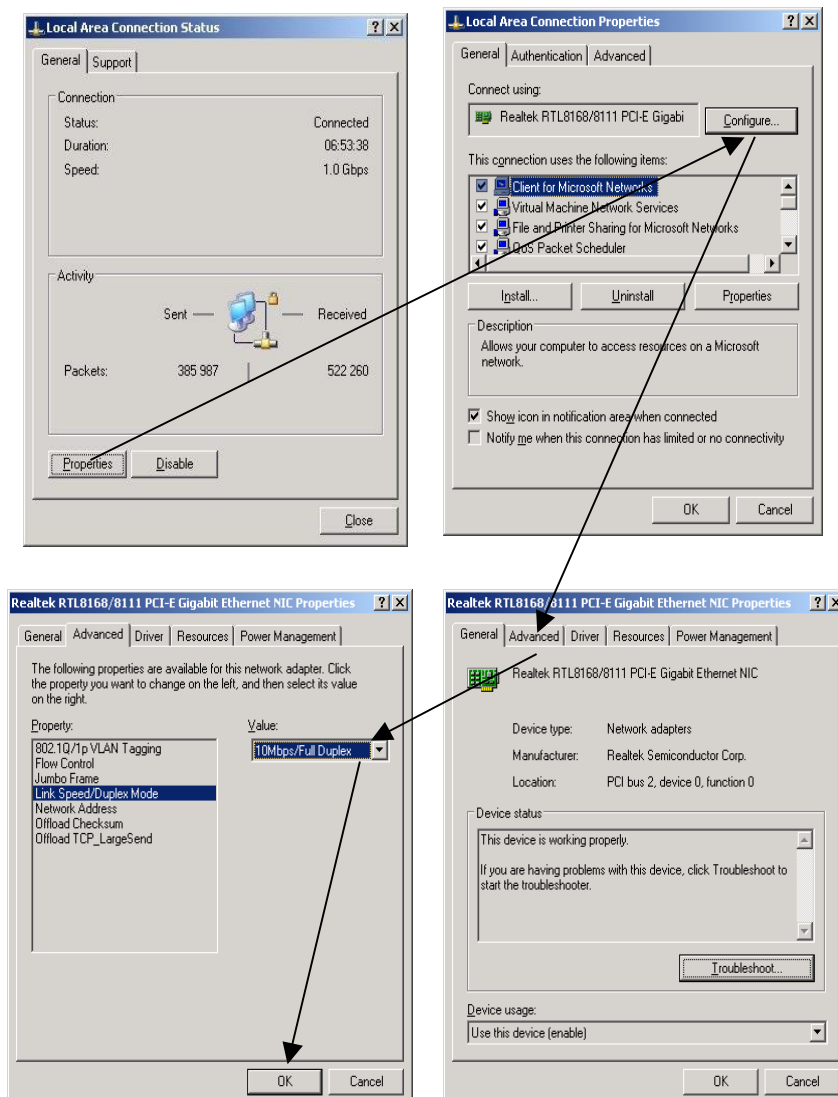 Local Area Connection Status
General Support
Connection
Status: Connected
Duration: 06:53:38
Speed: 1.0 Gbps
Activity
Sent — — Received
Packets: 385 987 522 260
Properties Disable
Close
Local Area Connection Properties
General Authentication Advanced
Connect using:
Realtek RTL8168/8111 PCI-E Gigabi Configure...
This connection uses the following items:
Client for Microsoft Networks
Virtual Machine Network Services
File and Printer Sharing for Microsoft Networks
QoS Packet Scheduler
Install... Uninstall Properties
Description
Allows your computer to access resources on a Microsoft
network.
Show icon in notification area when connected
Notify me when this connection has limited or no connectivity
OK Cancel
Realtek RTL8168/8111 PCI-E Gigabit Ethernet NIC Properties
General Advanced Driver Resources Power Management
The following properties are available for this network adapter. Click
the property you want to change on the left, and then select its value
on the right.
Property: Value:
802.1Q/1p VLAN Tagging 10Mbps/Full Duplex
Flow Control
Jumbo Frame
Link Speed/Duplex Mode
Network Address
Offload Checksum
Offload TCP_LargeSend
OK Cancel
Realtek RTL8168/8111 PCI-E Gigabit Ethernet NIC Properties
General Advanced Driver Resources Power Management
Realtek RTL8168/8111 PCI-E Gigabit Ethernet NIC
Device type: Network adapters
Manufacturer: Realtek Semiconductor Corp.
Location: PCI bus 2, device 0, function 0
Device status
This device is working properly.
If you are having problems with this device, click Troubleshoot to
start the troubleshooter.
Troubleshoot...
Device usage:
Use this device (enable)
OK Cancel